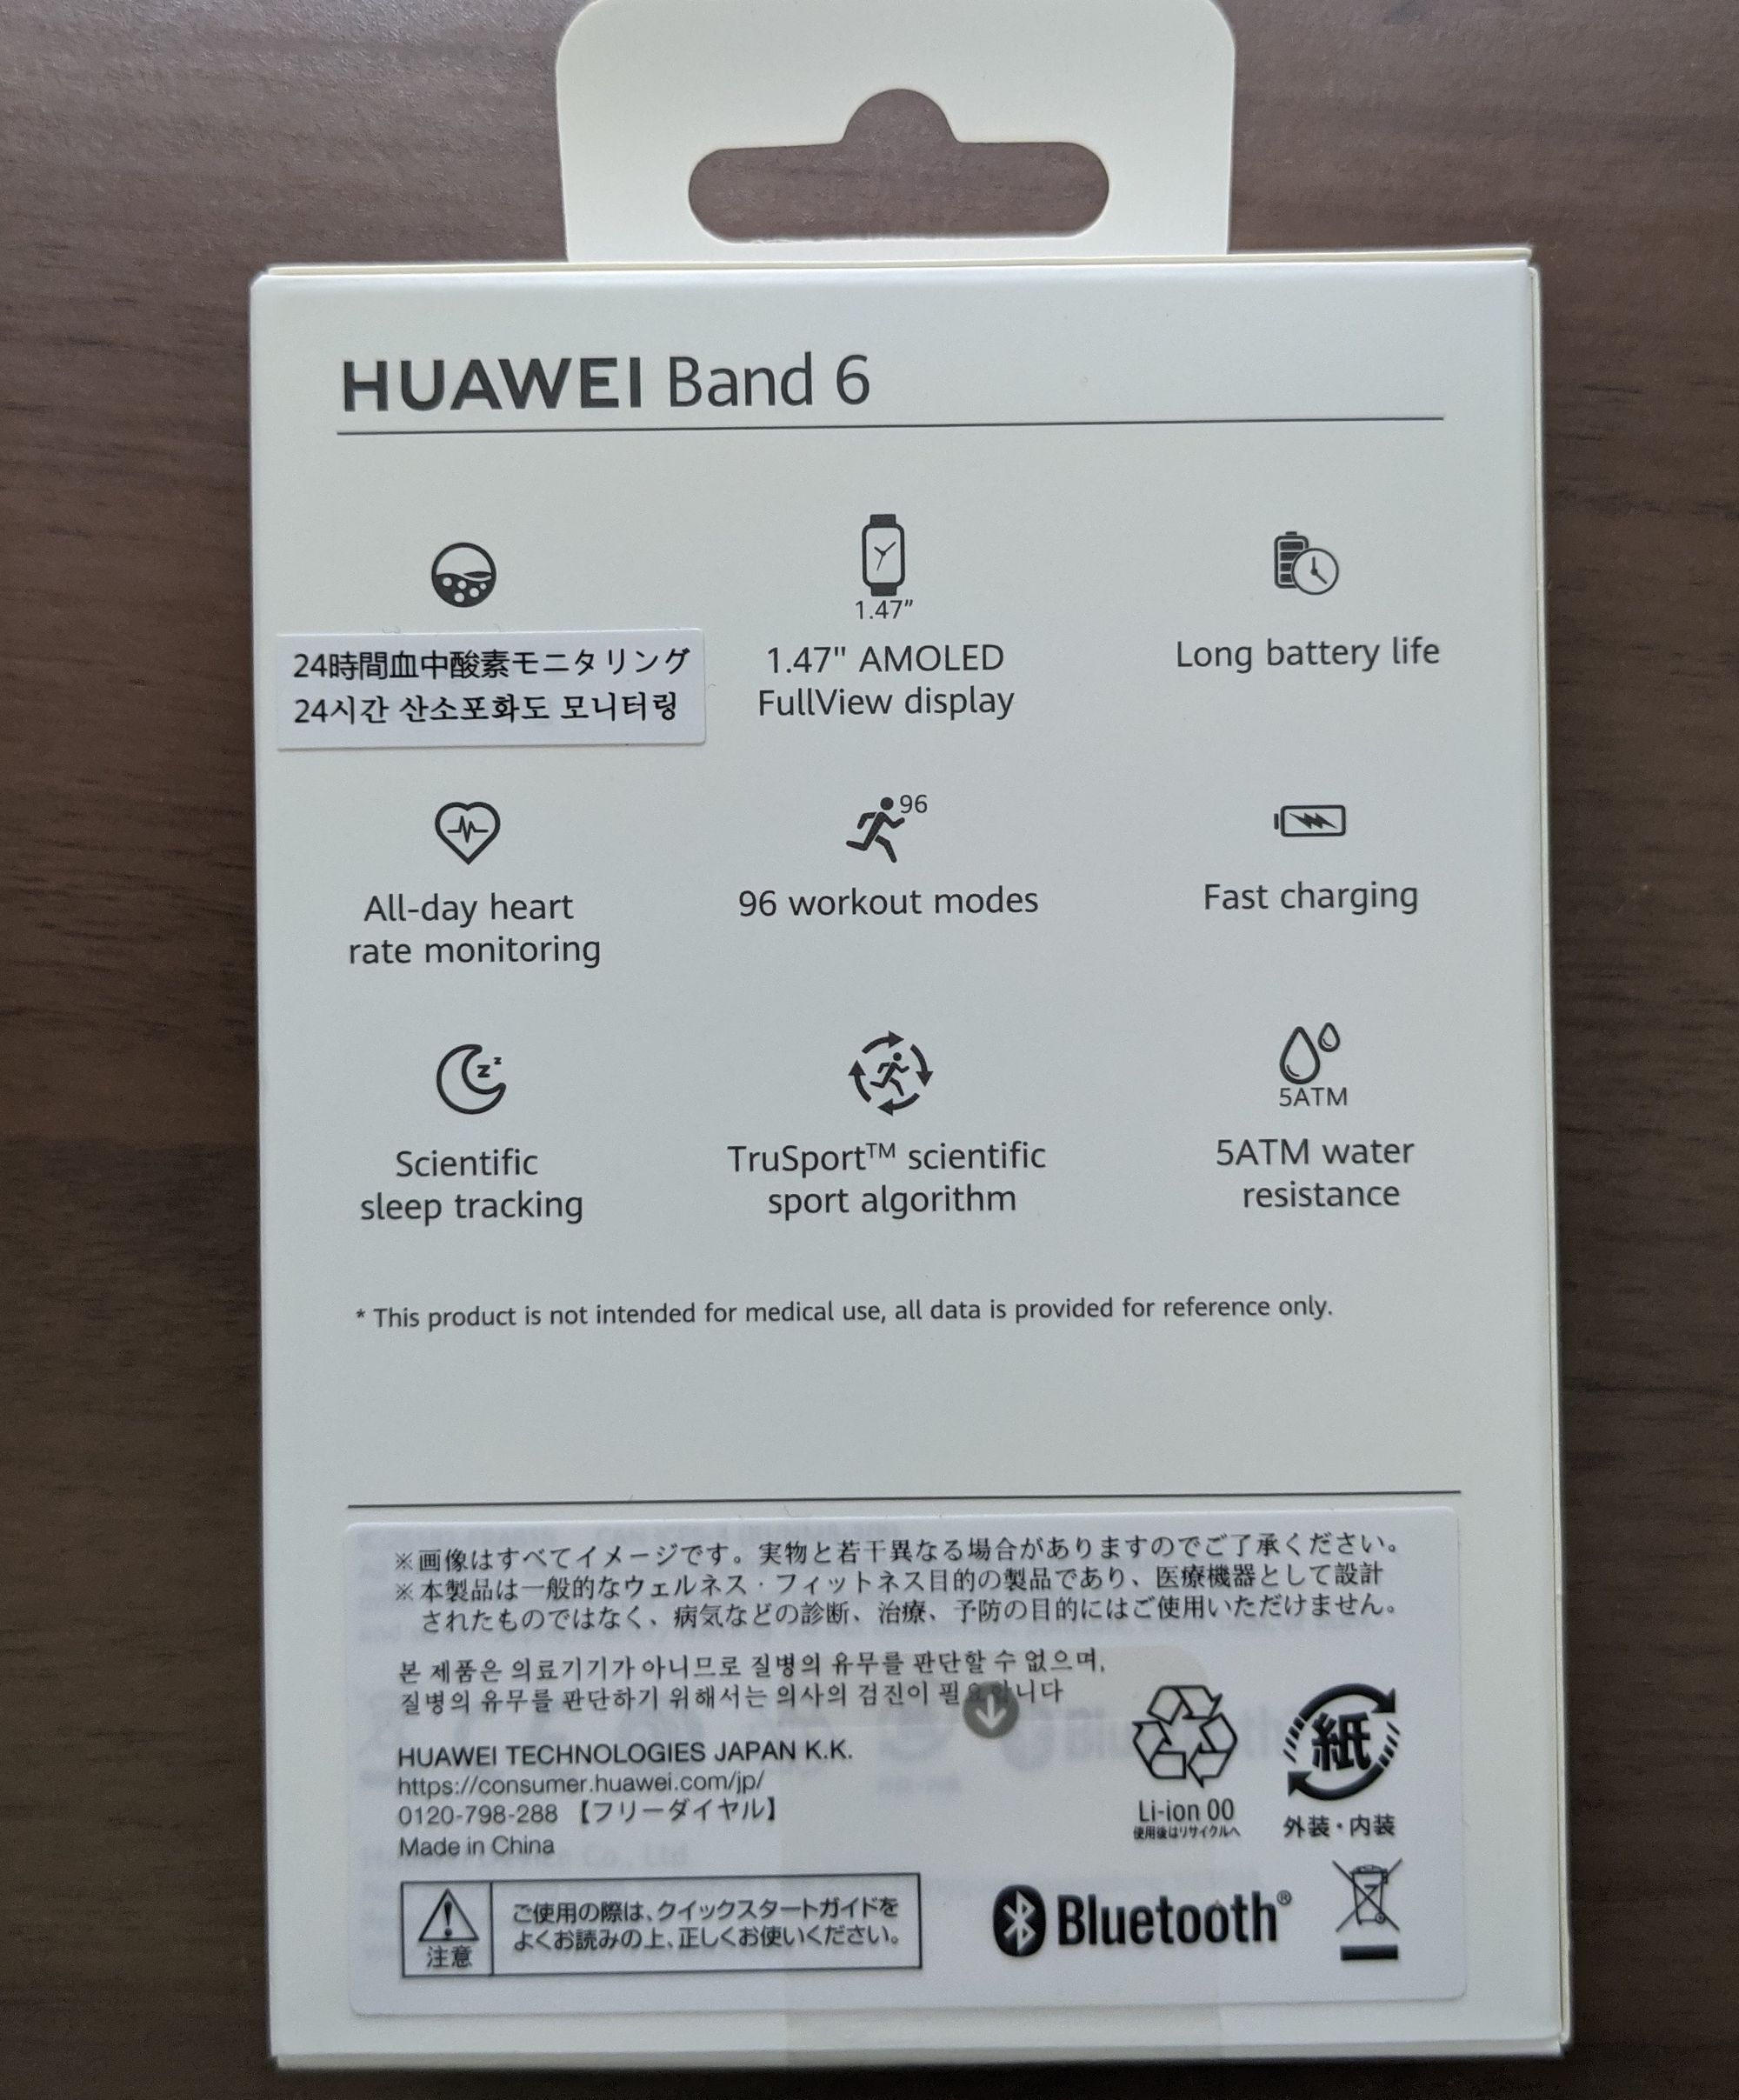 HUAWEI Band 6
24時間血中酸素モニタリング
24시간 산소포화도 모니터링
1.47”
1.47" AMOLED
FullView display
Long battery life
All-day heart
rate monitoring
96
96 workout modes
Fast charging
zz
Scientific
sleep tracking
TruSport™ scientific
sport algorithm
5ATM
5ATM water
resistance
* This product is not intended for medical use, all data is provided for reference only.
※画像はすべてイメージです。実物と若干異なる場合がありますのでご了承ください。
※本製品は一般的なウェルネス・フィットネス目的の製品であり、医療機器として設計
されたものではなく、病気などの診断、治療、予防の目的にはご使用いただけません。
본 제품은 의료기기가 아니므로 질병의 유무를 판단할 수 없으며,
질병의 유무를 판단하기 위해서는 의사의 검진이
HUAWEI TECHNOLOGIES JAPAN K.K.
https://consumer.huawei.com/jp/
0120-798-288 【フリーダイヤル】
Made in China
Li-ion 00
使用後はリサイクルへ
紙
外装・内装
注意
ご使用の際は、クイックスタートガイドを
よくお読みの上、正しくお使いください。
Bluetooth®